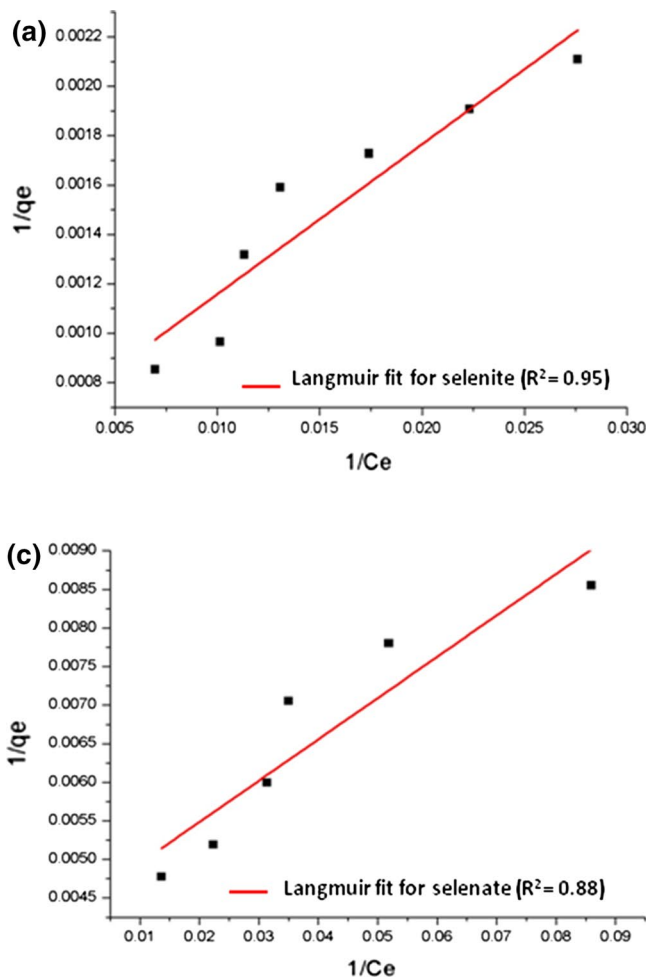 (a)
0.0022
0.0020
0.0018
0.0016
0.0014
0.0012
0.0010
0.0008
1/qe
Langmuir fit for selenite (R²= 0.95)
0.005 0.010 0.015 0.020 0.025 0.030
1/Ce
(c)
0.0090
0.0085
0.0080
0.0075
0.0070
0.0065
0.0060
0.0055
0.0050
0.0045
1/qe
Langmuir fit for selenate (R²= 0.88)
0.01 0.02 0.03 0.04 0.05 0.06 0.07 0.08 0.09
1/Ce